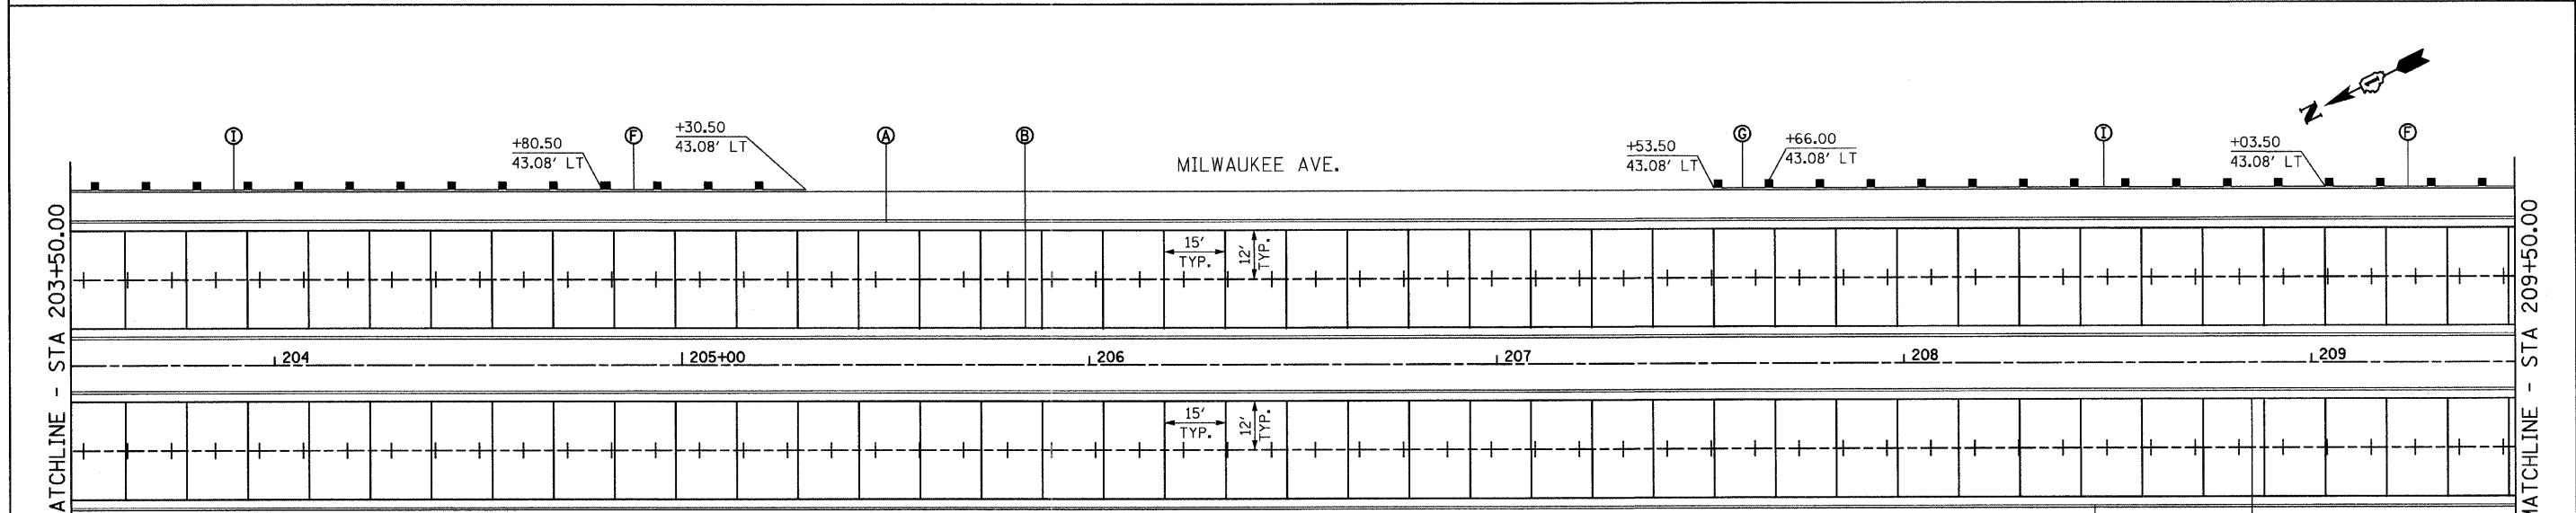 I
+80.50
43.08' LT
F
+30.50
43.08' LT
A
B
MILWAUKEE AVE.
+53.50
43.08' LT
G
+66.00
43.08' LT
I
+03.50
43.08' LT
F
N
MATCHLINE - STA 203+50.00
15'
TYP.
12'
TYP.
204
205+00
206
207
208
209
15'
TYP.
12'
TYP.
MATCHLINE - STA 209+50.00